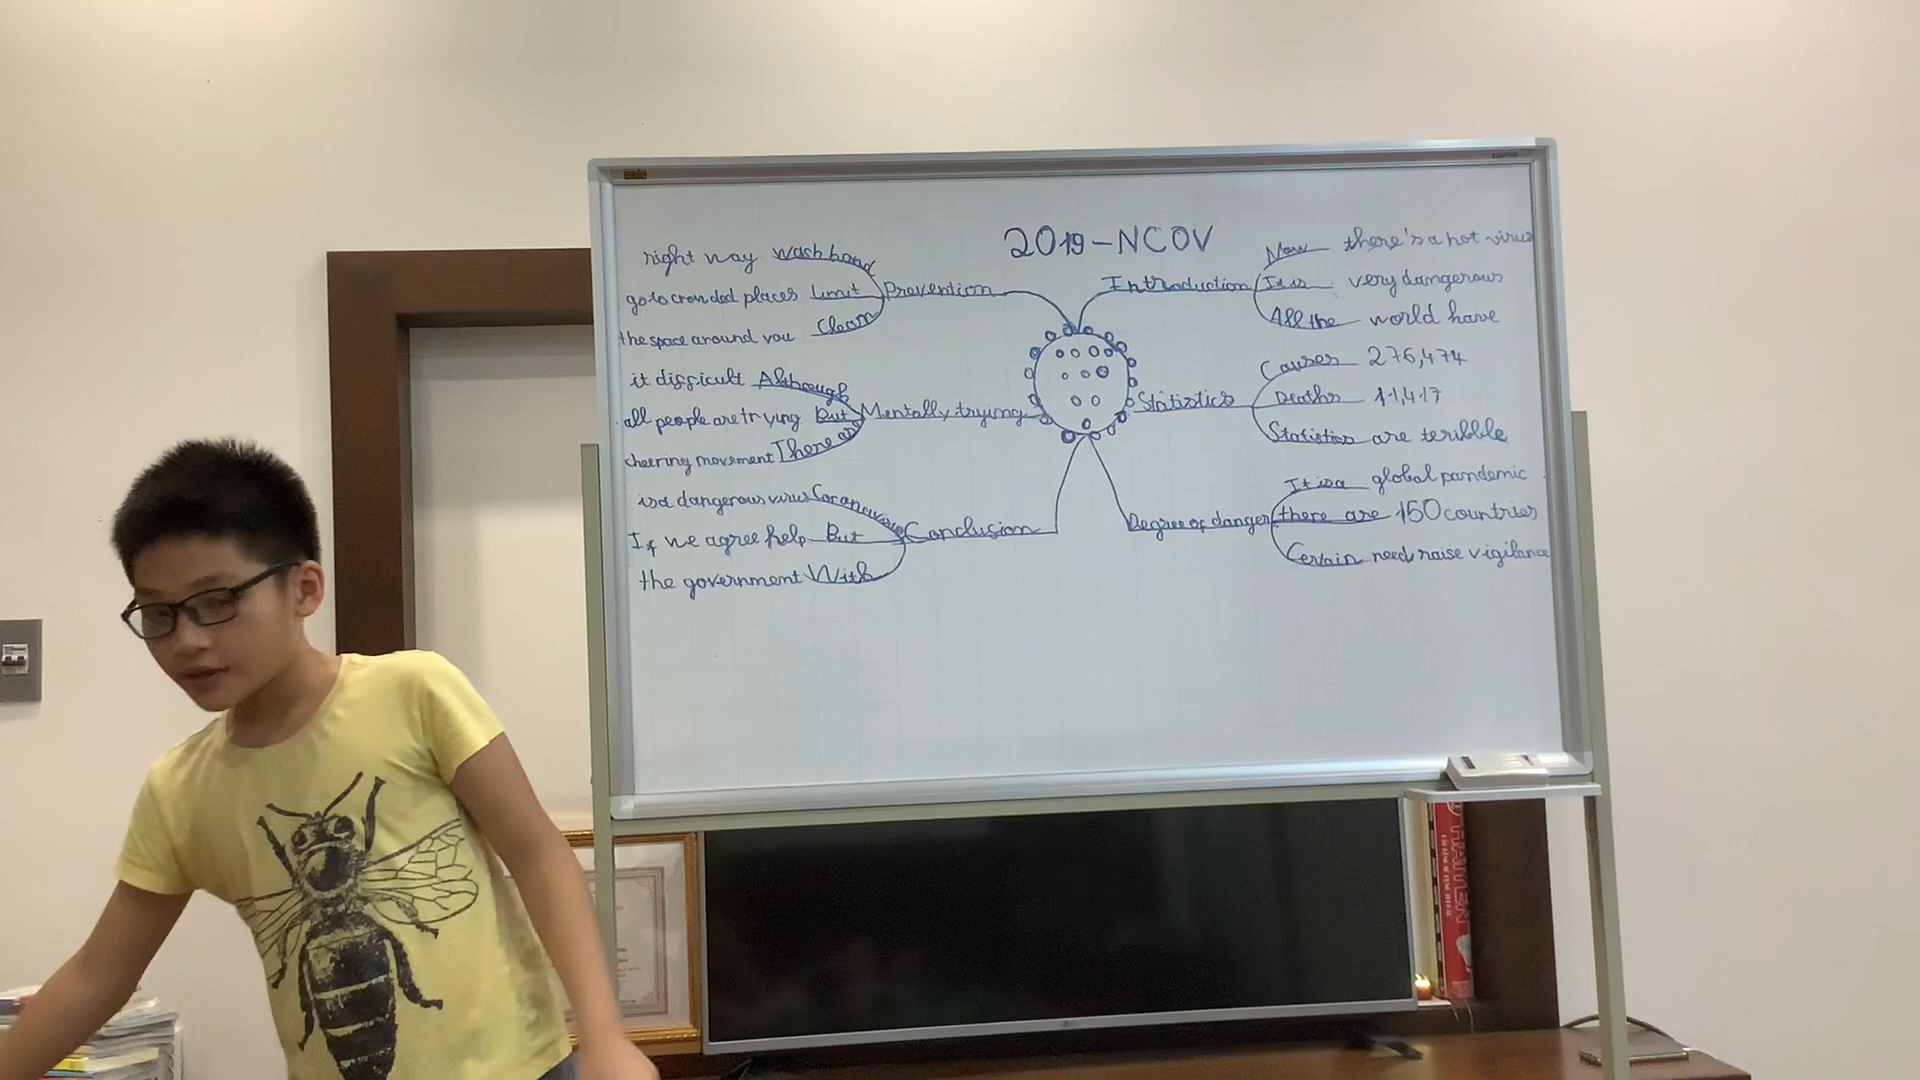 2019-NCOV
right way wash hand
go to crowded places Limit
the space around you Clean
Prevention
it difficult Although
all people are trying But
cheering movement There are
Mentally trying
is a dangerous virus Coronavirus
If we agree help But
the government With
Conclusion
Introduction
Now there's a hot virus
It is very dangerous
All the world have
Statistics
Causes 276,474
Deaths 11,417
Statistics are teribble
Degree of danger
It is a global pandemic
there are 150 countries
Certain need raise vigilance